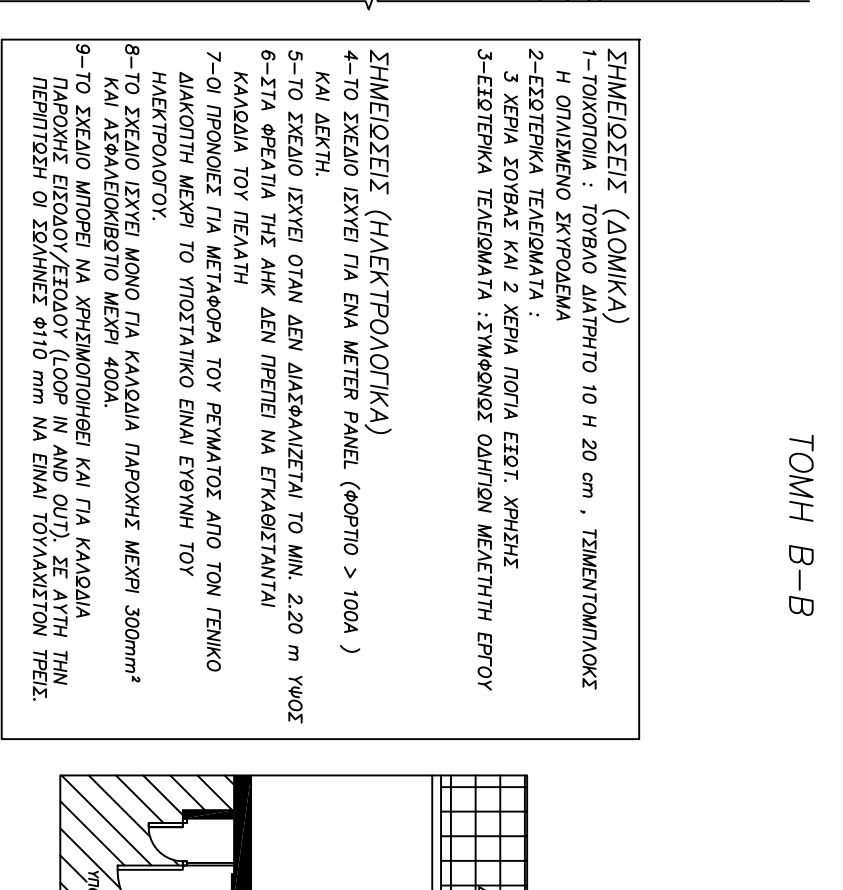 ΤΟΜΗ Β-Β
ΣΗΜΕΙΩΣΕΙΣ (ΔΟΜΙΚΑ)
1-ΤΟΙΧΟΠΟΙΙΑ : ΤΟΥΒΛΟ ΔΙΑΤΡΗΤΟ 10 Η 20 cm , ΤΣΙΜΕΝΤΟΜΠΛΟΚΣ
Η ΟΠΛΙΣΜΕΝΟ ΣΚΥΡΟΔΕΜΑ
2-ΕΣΩΤΕΡΙΚΑ ΤΕΛΕΙΩΜΑΤΑ :
3 ΧΕΡΙΑ ΣΟΥΒΑΣ ΚΑΙ 2 ΧΕΡΙΑ ΠΟΓΙΑ ΕΞΩΤ. ΧΡΗΣΗΣ
3-ΕΞΩΤΕΡΙΚΑ ΤΕΛΕΙΩΜΑΤΑ :ΣΥΜΦΩΝΩΣ ΟΔΗΓΙΩΝ ΜΕΛΕΤΗΤΗ ΕΡΓΟΥ
ΣΗΜΕΙΩΣΕΙΣ (ΗΛΕΚΤΡΟΛΟΓΙΚΑ)
4-ΤΟ ΣΧΕΔΙΟ ΙΣΧΥΕΙ ΓΙΑ ΕΝΑ METER PANEL (ΦΟΡΤΙΟ > 100Α )
ΚΑΙ ΔΕΚΤΗ.
5-ΤΟ ΣΧΕΔΙΟ ΙΣΧΥΕΙ ΟΤΑΝ ΔΕΝ ΔΙΑΣΦΑΛΙΖΕΤΑΙ ΤΟ MIN. 2.20 m ΥΨΟΣ
6-ΣΤΑ ΦΡΕΑΤΙΑ ΤΗΣ ΑΗΚ ΔΕΝ ΠΡΕΠΕΙ ΝΑ ΕΓΚΑΘΙΣΤΑΝΤΑΙ
ΚΑΛΩΔΙΑ ΤΟΥ ΠΕΛΑΤΗ
7-ΟΙ ΠΡΟΝΟΙΕΣ ΓΙΑ ΜΕΤΑΦΟΡΑ ΤΟΥ ΡΕΥΜΑΤΟΣ ΑΠΟ ΤΟΝ ΓΕΝΙΚΟ
ΔΙΑΚΟΠΤΗ ΜΕΧΡΙ ΤΟ ΥΠΟΣΤΑΤΙΚΟ ΕΙΝΑΙ ΕΥΘΥΝΗ ΤΟΥ
ΗΛΕΚΤΡΟΛΟΓΟΥ.
8-ΤΟ ΣΧΕΔΙΟ ΙΣΧΥΕΙ ΜΟΝΟ ΓΙΑ ΚΑΛΩΔΙΑ ΠΑΡΟΧΗΣ ΜΕΧΡΙ 300mm²
ΚΑΙ ΑΣΦΑΛΕΙΟΚΙΒΩΤΙΟ ΜΕΧΡΙ 400Α.
9-ΤΟ ΣΧΕΔΙΟ ΜΠΟΡΕΙ ΝΑ ΧΡΗΣΙΜΟΠΟΙΗΘΕΙ ΚΑΙ ΓΙΑ ΚΑΛΩΔΙΑ
ΠΑΡΟΧΗΣ ΕΙΣΟΔΟΥ/ΕΞΟΔΟΥ (LOOP IN AND OUT). ΣΕ ΑΥΤΗ ΤΗΝ
ΠΕΡΙΠΤΩΣΗ ΟΙ ΣΩΛΗΝΕΣ Φ110 mm ΝΑ ΕΙΝΑΙ ΤΟΥΛΑΧΙΣΤΟΝ ΤΡΕΙΣ.